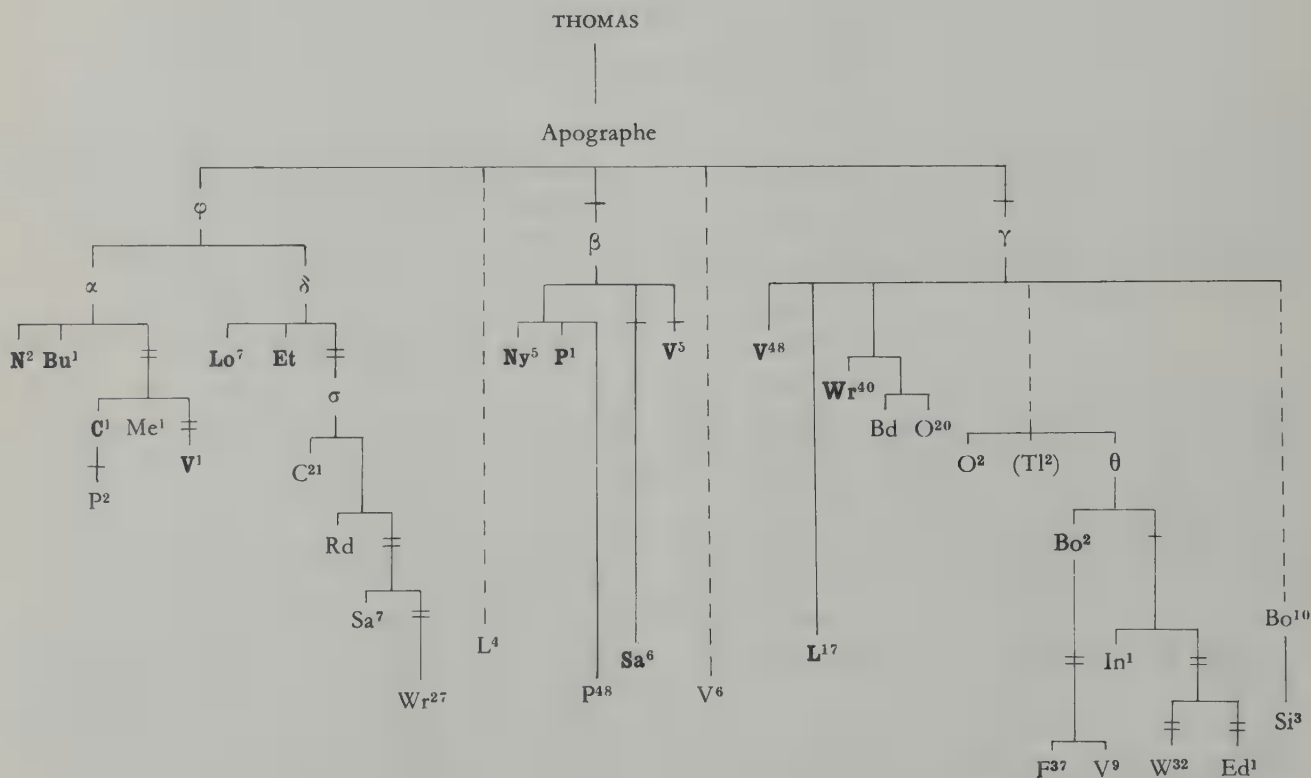 THOMAS
Apographe
φ
β
γ
α δ
N² Bu¹ Lo⁷ Et Ny⁵ P¹ V⁵ V⁴⁸
σ Wr⁴⁰
C¹ Me¹ V¹ Bd O²⁰
C²¹ O² (Tl²) θ
P²
Rd Bo²
Sa⁷ Bo¹⁰
L⁴ Sa⁶ L¹⁷ In¹
Wr²⁷ P⁴⁸ V⁶ Si³
F³⁷ V⁹ W³² Ed¹